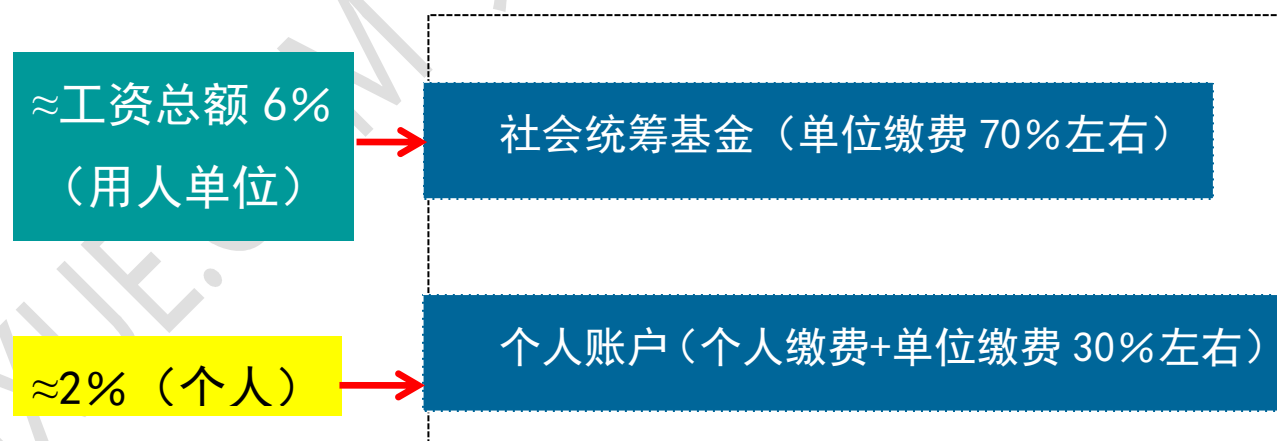 ≈工资总额 6%
（用人单位）
社会统筹基金（单位缴费 70%左右）
个人账户（个人缴费+单位缴费 30%左右）
≈2%（个人）